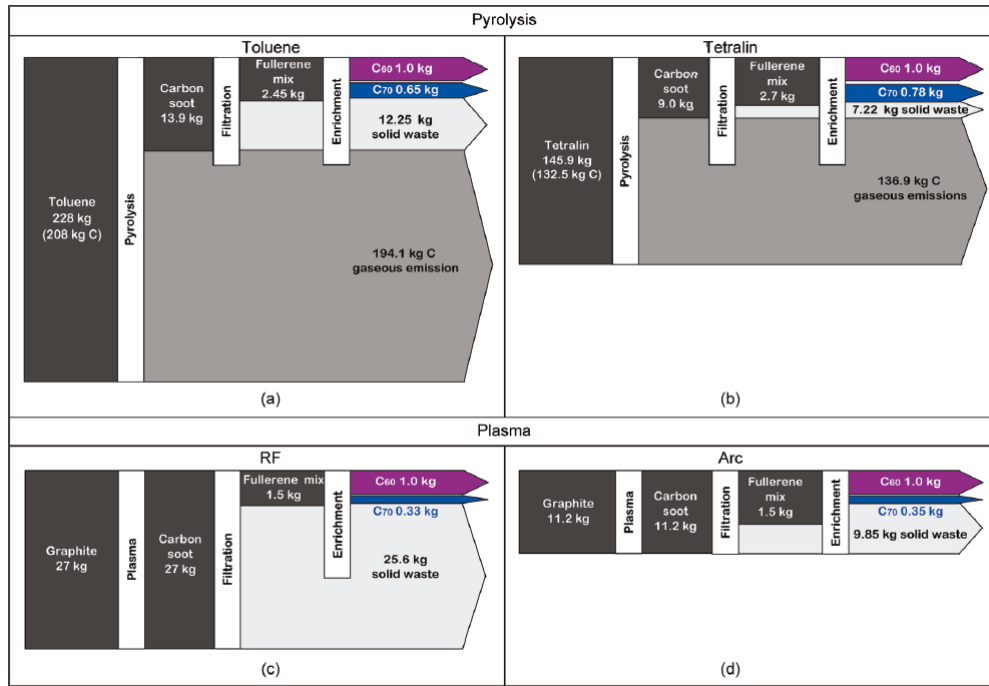 Pyrolysis
Toluene
Toluene
228 kg
(208 kg C)
Pyrolysis
Carbon
soot
13.9 kg
Filtration
Fullerene
mix
2.45 kg
Enrichment
C60 1.0 kg
C70 0.65 kg
12.25 kg
solid waste
194.1 kg C
gaseous emission
(a)
Tetralin
Tetralin
145.9 kg
(132.5 kg C)
Pyrolysis
Carbon
soot
9.0 kg
Filtration
Fullerene
mix
2.7 kg
Enrichment
C60 1.0 kg
C70 0.78 kg
7.22 kg solid waste
136.9 kg C
gaseous emissions
(b)
Plasma
RF
Graphite
27 kg
Plasma
Carbon
soot
27 kg
Filtration
Fullerene mix
1.5 kg
Enrichment
C60 1.0 kg
C70 0.33 kg
25.6 kg
solid waste
(c)
Arc
Graphite
11.2 kg
Plasma
Carbon
soot
11.2 kg
Filtration
Fullerene
mix
1.5 kg
Enrichment
C60 1.0 kg
C70 0.35 kg
9.85 kg solid waste
(d)